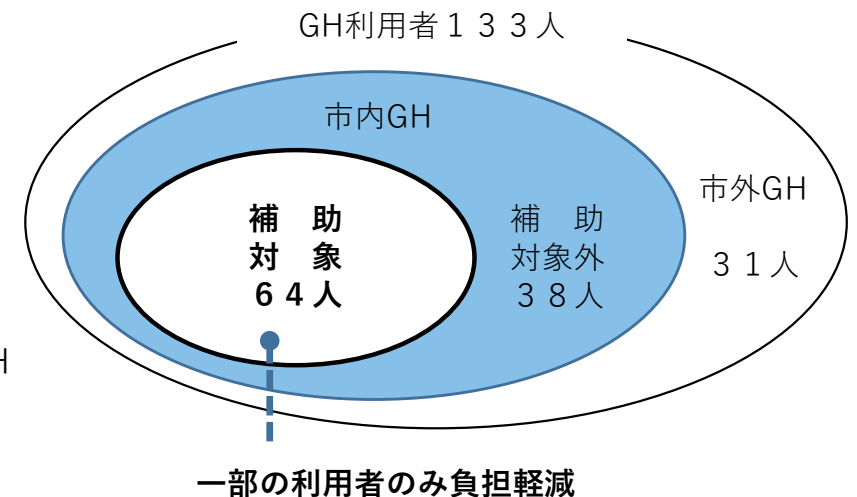 GH利用者１３３人
市内GH
市外GH
３１人
補　助
対　象
６４人
補　助
対象外
３８人
H
一部の利用者のみ負担軽減